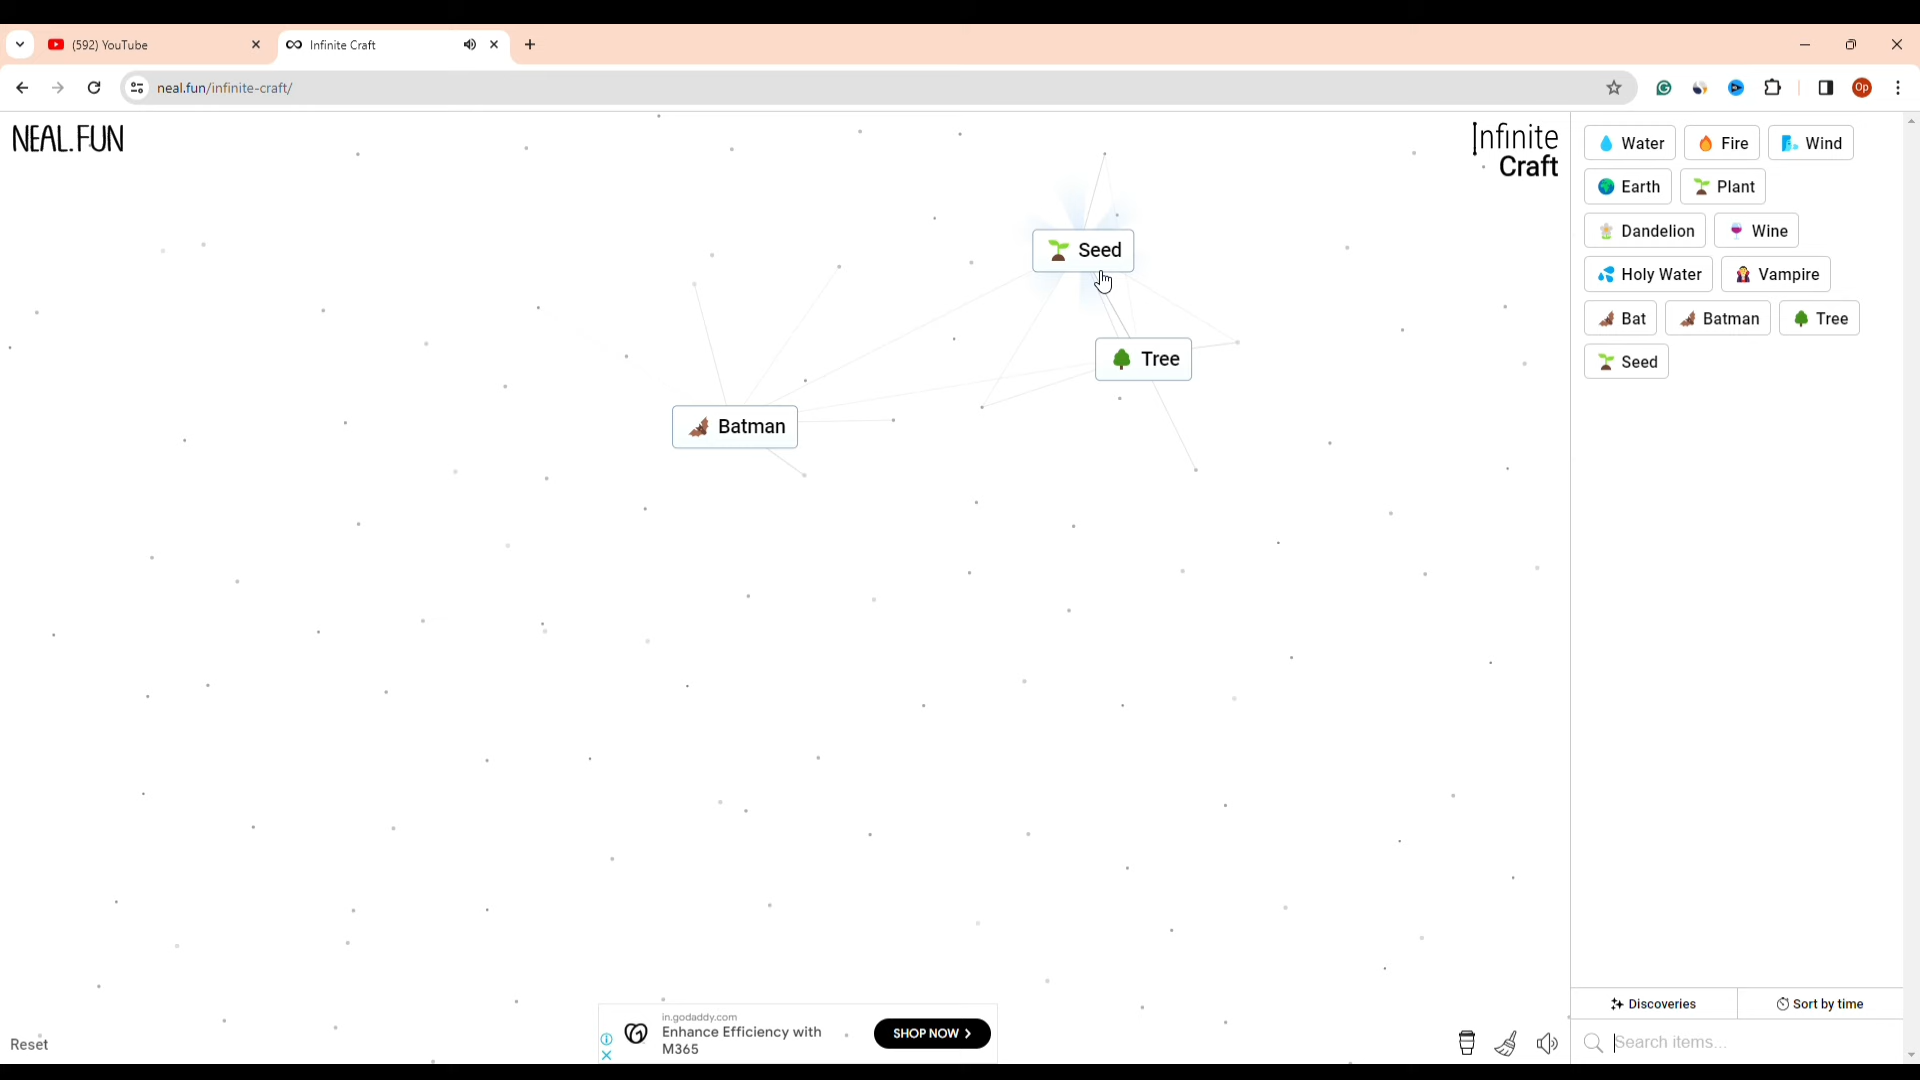 (592) YouTube
Infinite Craft
neal.fun/infinite-craft/
Op
NEAL.FUN
Infinite
Craft
Seed
Tree
Batman
Water
Fire
Wind
Earth
Plant
Dandelion
Wine
Holy Water
Vampire
Bat
Batman
Tree
Seed
Discoveries
Sort by time
Search items...
Reset
in.godaddy.com
Enhance Efficiency with
M365
SHOP NOW >